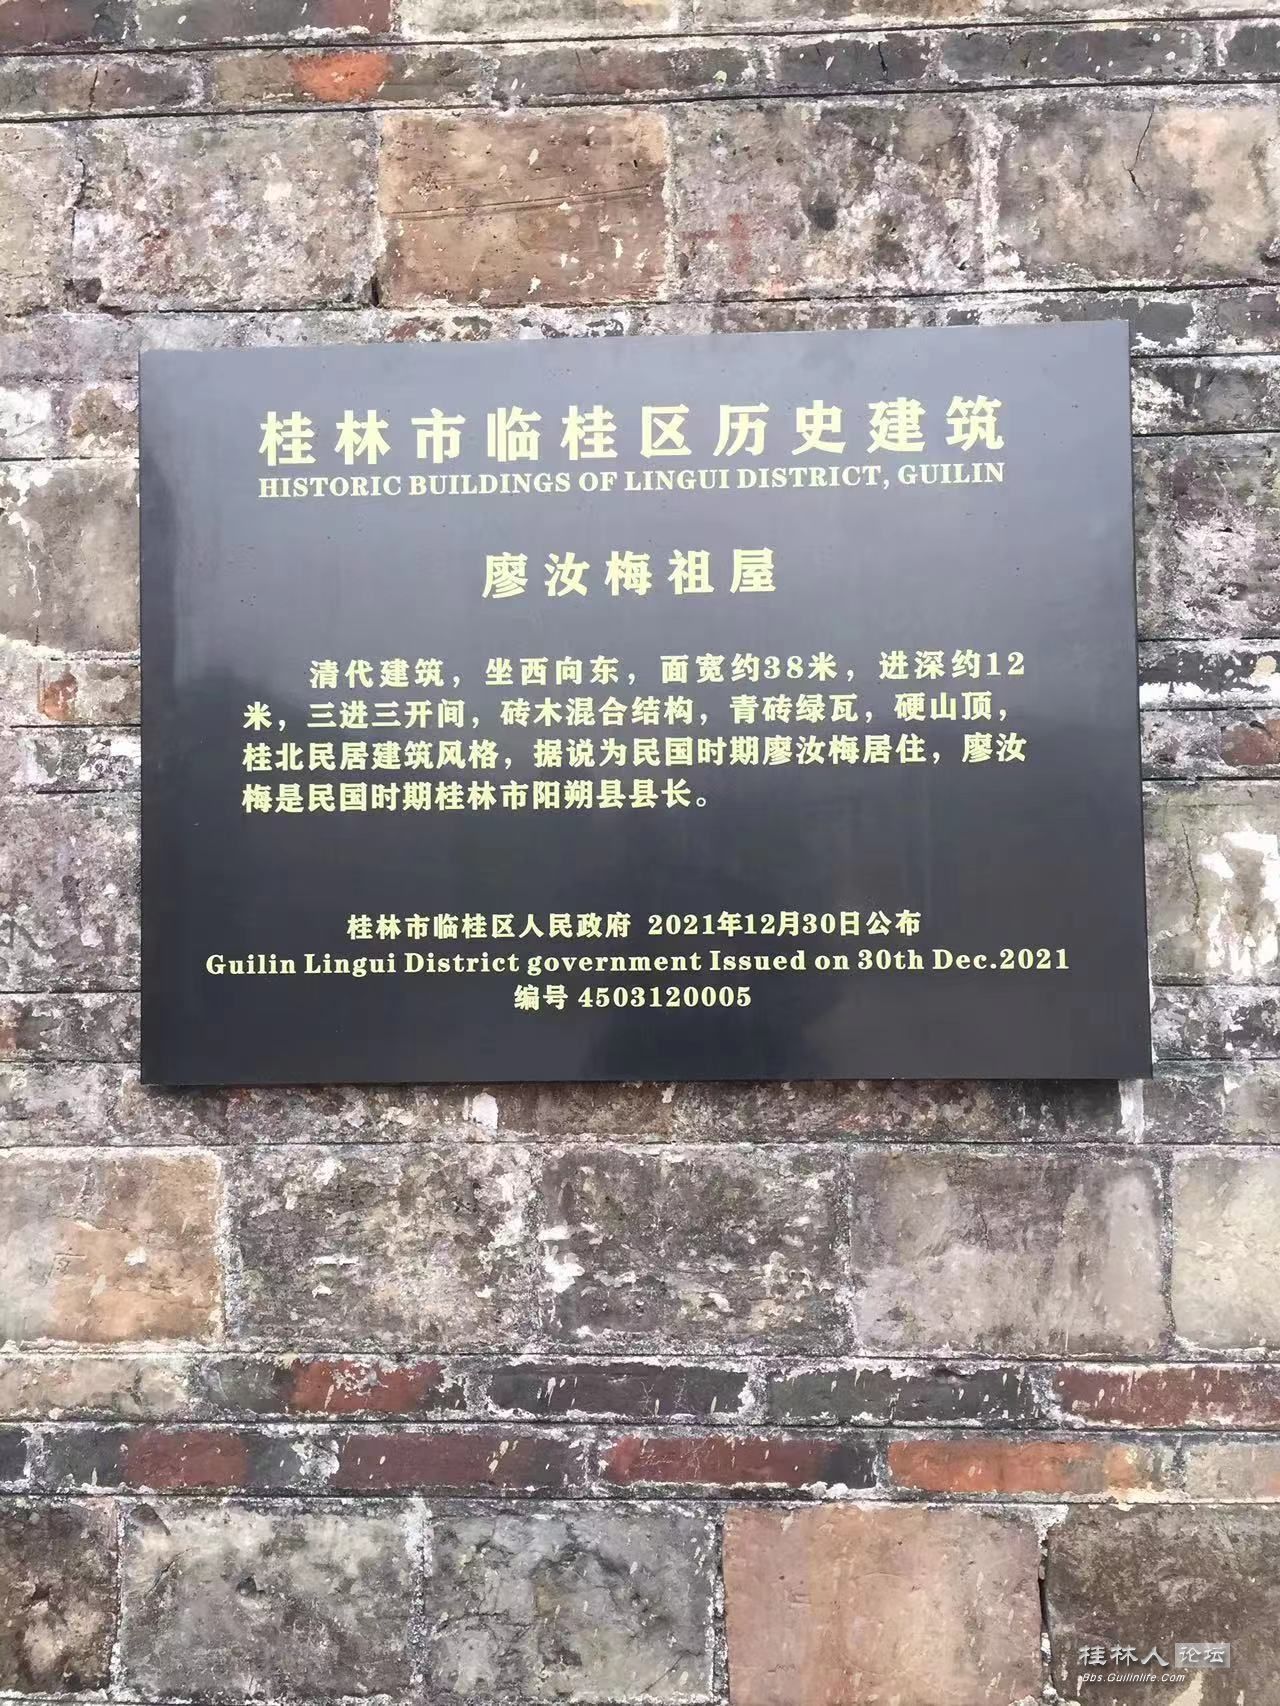 桂林市临桂区历史建筑
HISTORIC BUILDINGS OF LINGUI DISTRICT, GUILIN
廖汝梅祖屋
清代建筑，坐西向东，面宽约38米，进深约12
米，三进三开间，砖木混合结构，青砖绿瓦，硬山顶，
桂北民居建筑风格，据说为民国时期廖汝梅居住，廖汝
梅是民国时期桂林市阳朔县县长。
桂林市临桂区人民政府 2021年12月30日公布
Guilin Lingui District government Issued on 30th Dec.2021
编号 4503120005
桂林人论坛
Bbs.Guilinlife.Com